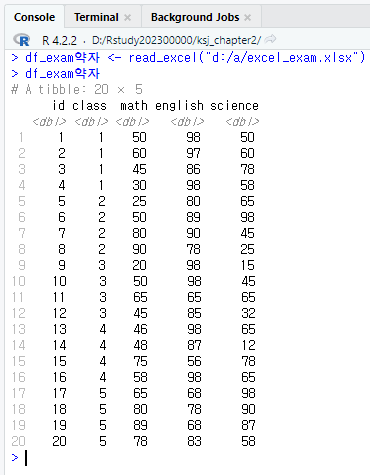 Console Terminal × Background Jobs ×
R 4.2.2 · D:/Rstudy202300000/ksj_chapter2/
> df_exam약자 <- read_excel("d:/a/excel_exam.xlsx")
> df_exam약자
# A tibble: 20 × 5
id class math english science
<dbl> <dbl> <dbl> <dbl> <dbl>
1 1 1 50 98 50
2 2 1 60 97 60
3 3 1 45 86 78
4 4 1 30 98 58
5 5 2 25 80 65
6 6 2 50 89 98
7 7 2 80 90 45
8 8 2 90 78 25
9 9 3 20 98 15
10 10 3 50 98 45
11 11 3 65 65 65
12 12 3 45 85 32
13 13 4 46 98 65
14 14 4 48 87 12
15 15 4 75 56 78
16 16 4 58 98 65
17 17 5 65 68 98
18 18 5 80 78 90
19 19 5 89 68 87
20 20 5 78 83 58
>